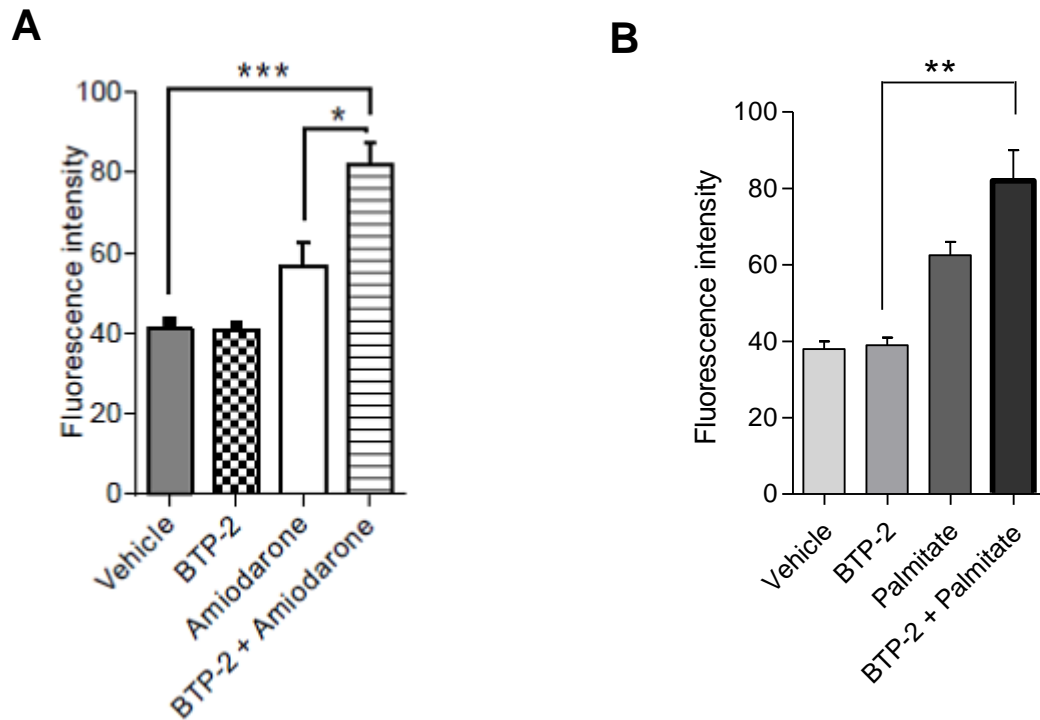 A
***
*
100
80
60
40
20
0
Fluorescence intensity
Vehicle
BTP-2
Amiodarone
BTP-2 + Amiodarone
B
**
100
80
60
40
20
0
Fluorescence intensity
Vehicle
BTP-2
Palmitate
BTP-2 + Palmitate